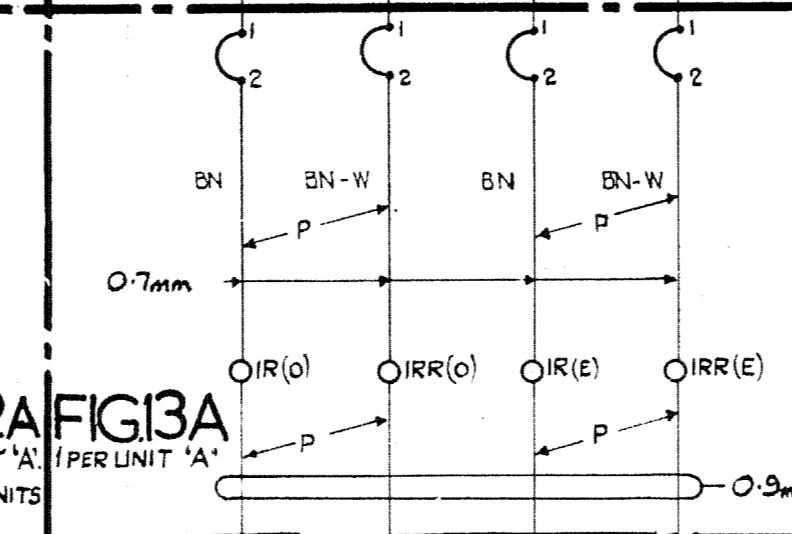 1 1 1 1
2 2 2 2
BN BN-W BN BN-W
P P
0.7mm
IR(O) IRR(O) IR(E) IRR(E)
P P
A FIG.13A
'A'. 1 PER UNIT 'A'
NITS
0.9m